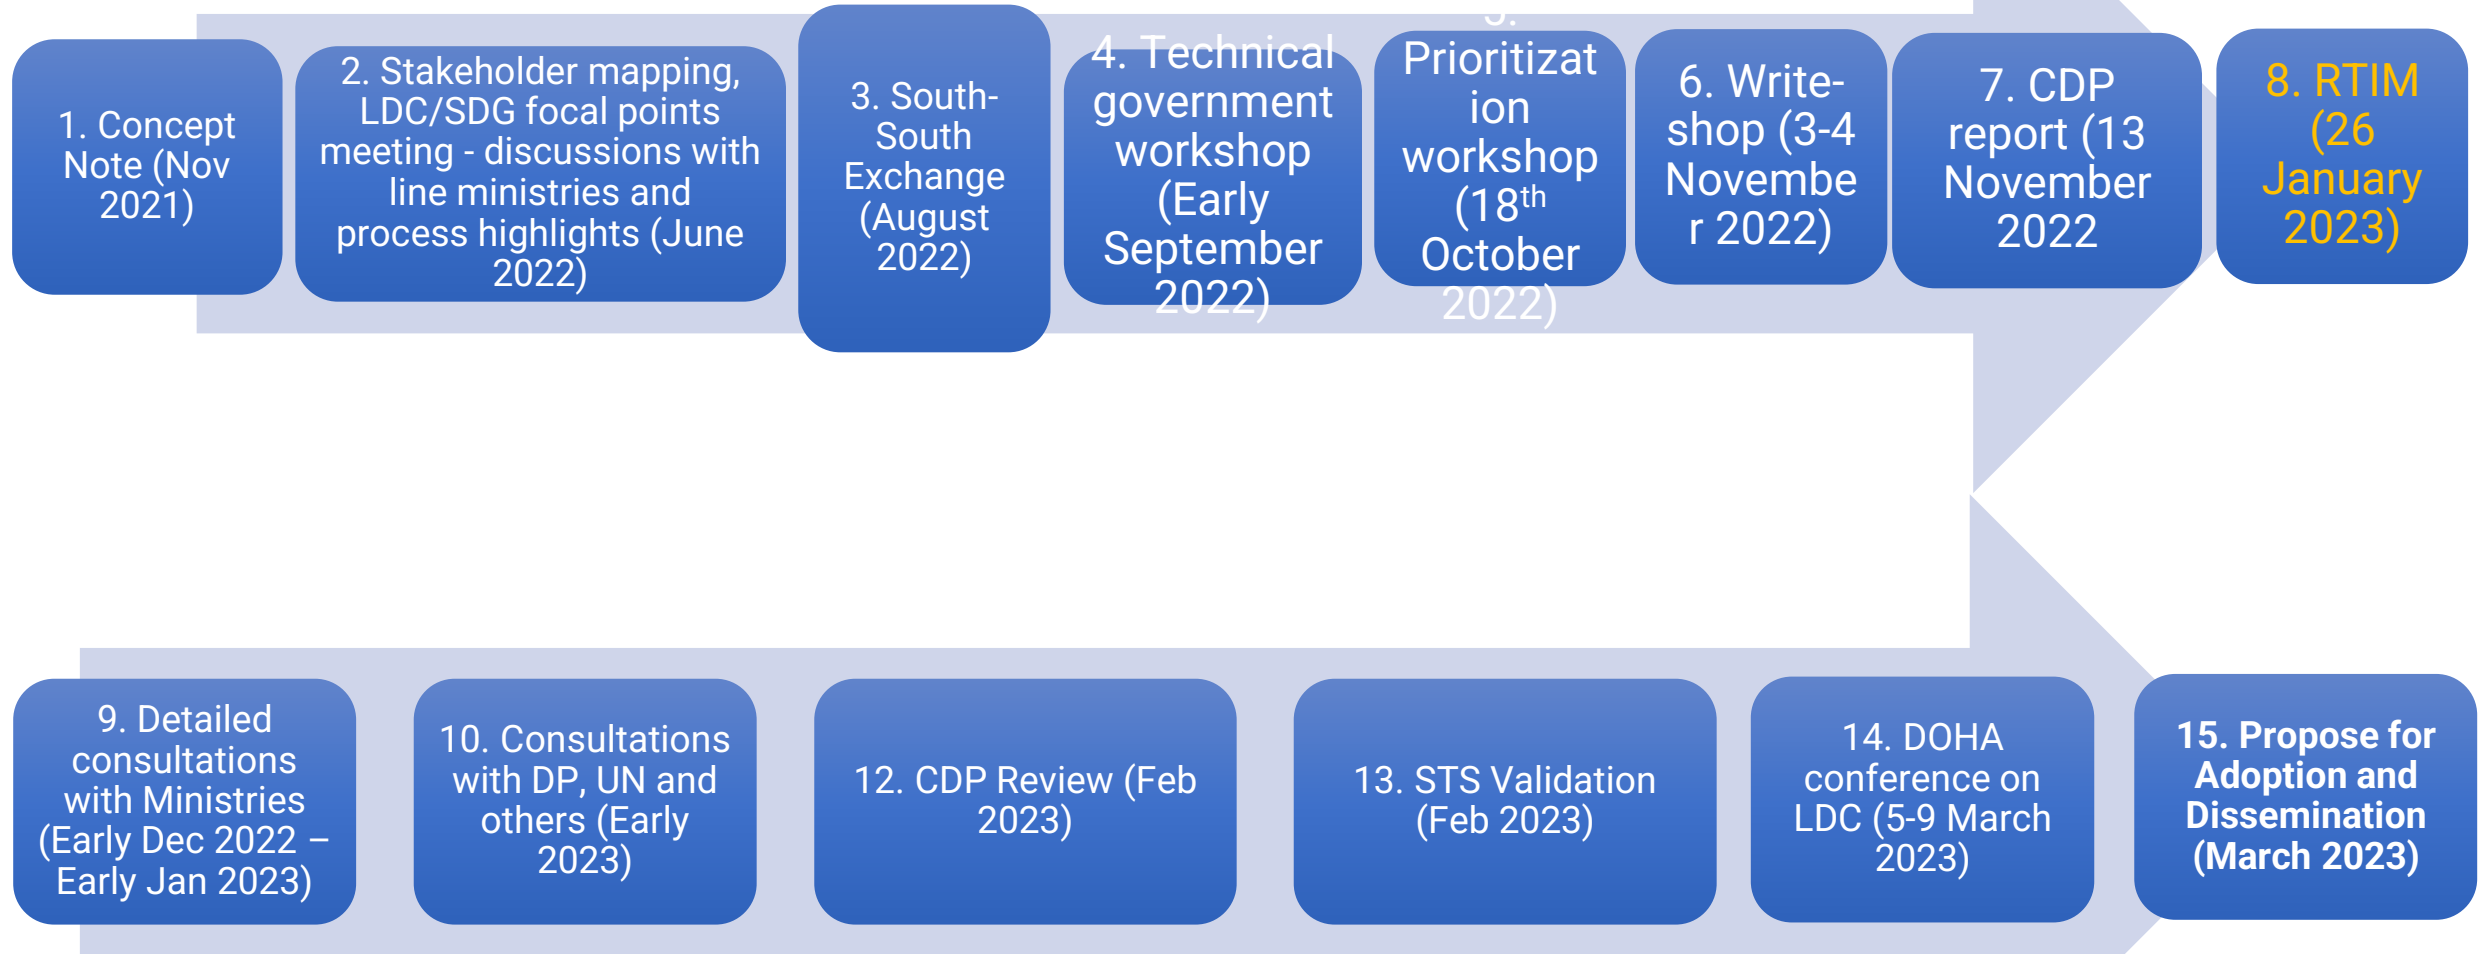 1. Concept
Note (Nov
2021)
2. Stakeholder mapping,
LDC/SDG focal points
meeting - discussions with
line ministries and
process highlights (June
2022)
3. South-
South
Exchange
(August
2022)
4. Technical
government
workshop
(Early
September
2022)
5.
Prioritizat
ion
workshop
(18th
October
2022)
6. Write-
shop (3-4
Novembe
r 2022)
7. CDP
report (13
November
2022
8. RTIM
(26
January
2023)
9. Detailed
consultations
with Ministries
(Early Dec 2022 –
Early Jan 2023)
10. Consultations
with DP, UN and
others (Early
2023)
12. CDP Review (Feb
2023)
13. STS Validation
(Feb 2023)
14. DOHA
conference on
LDC (5-9 March
2023)
15. Propose for
Adoption and
Dissemination
(March 2023)